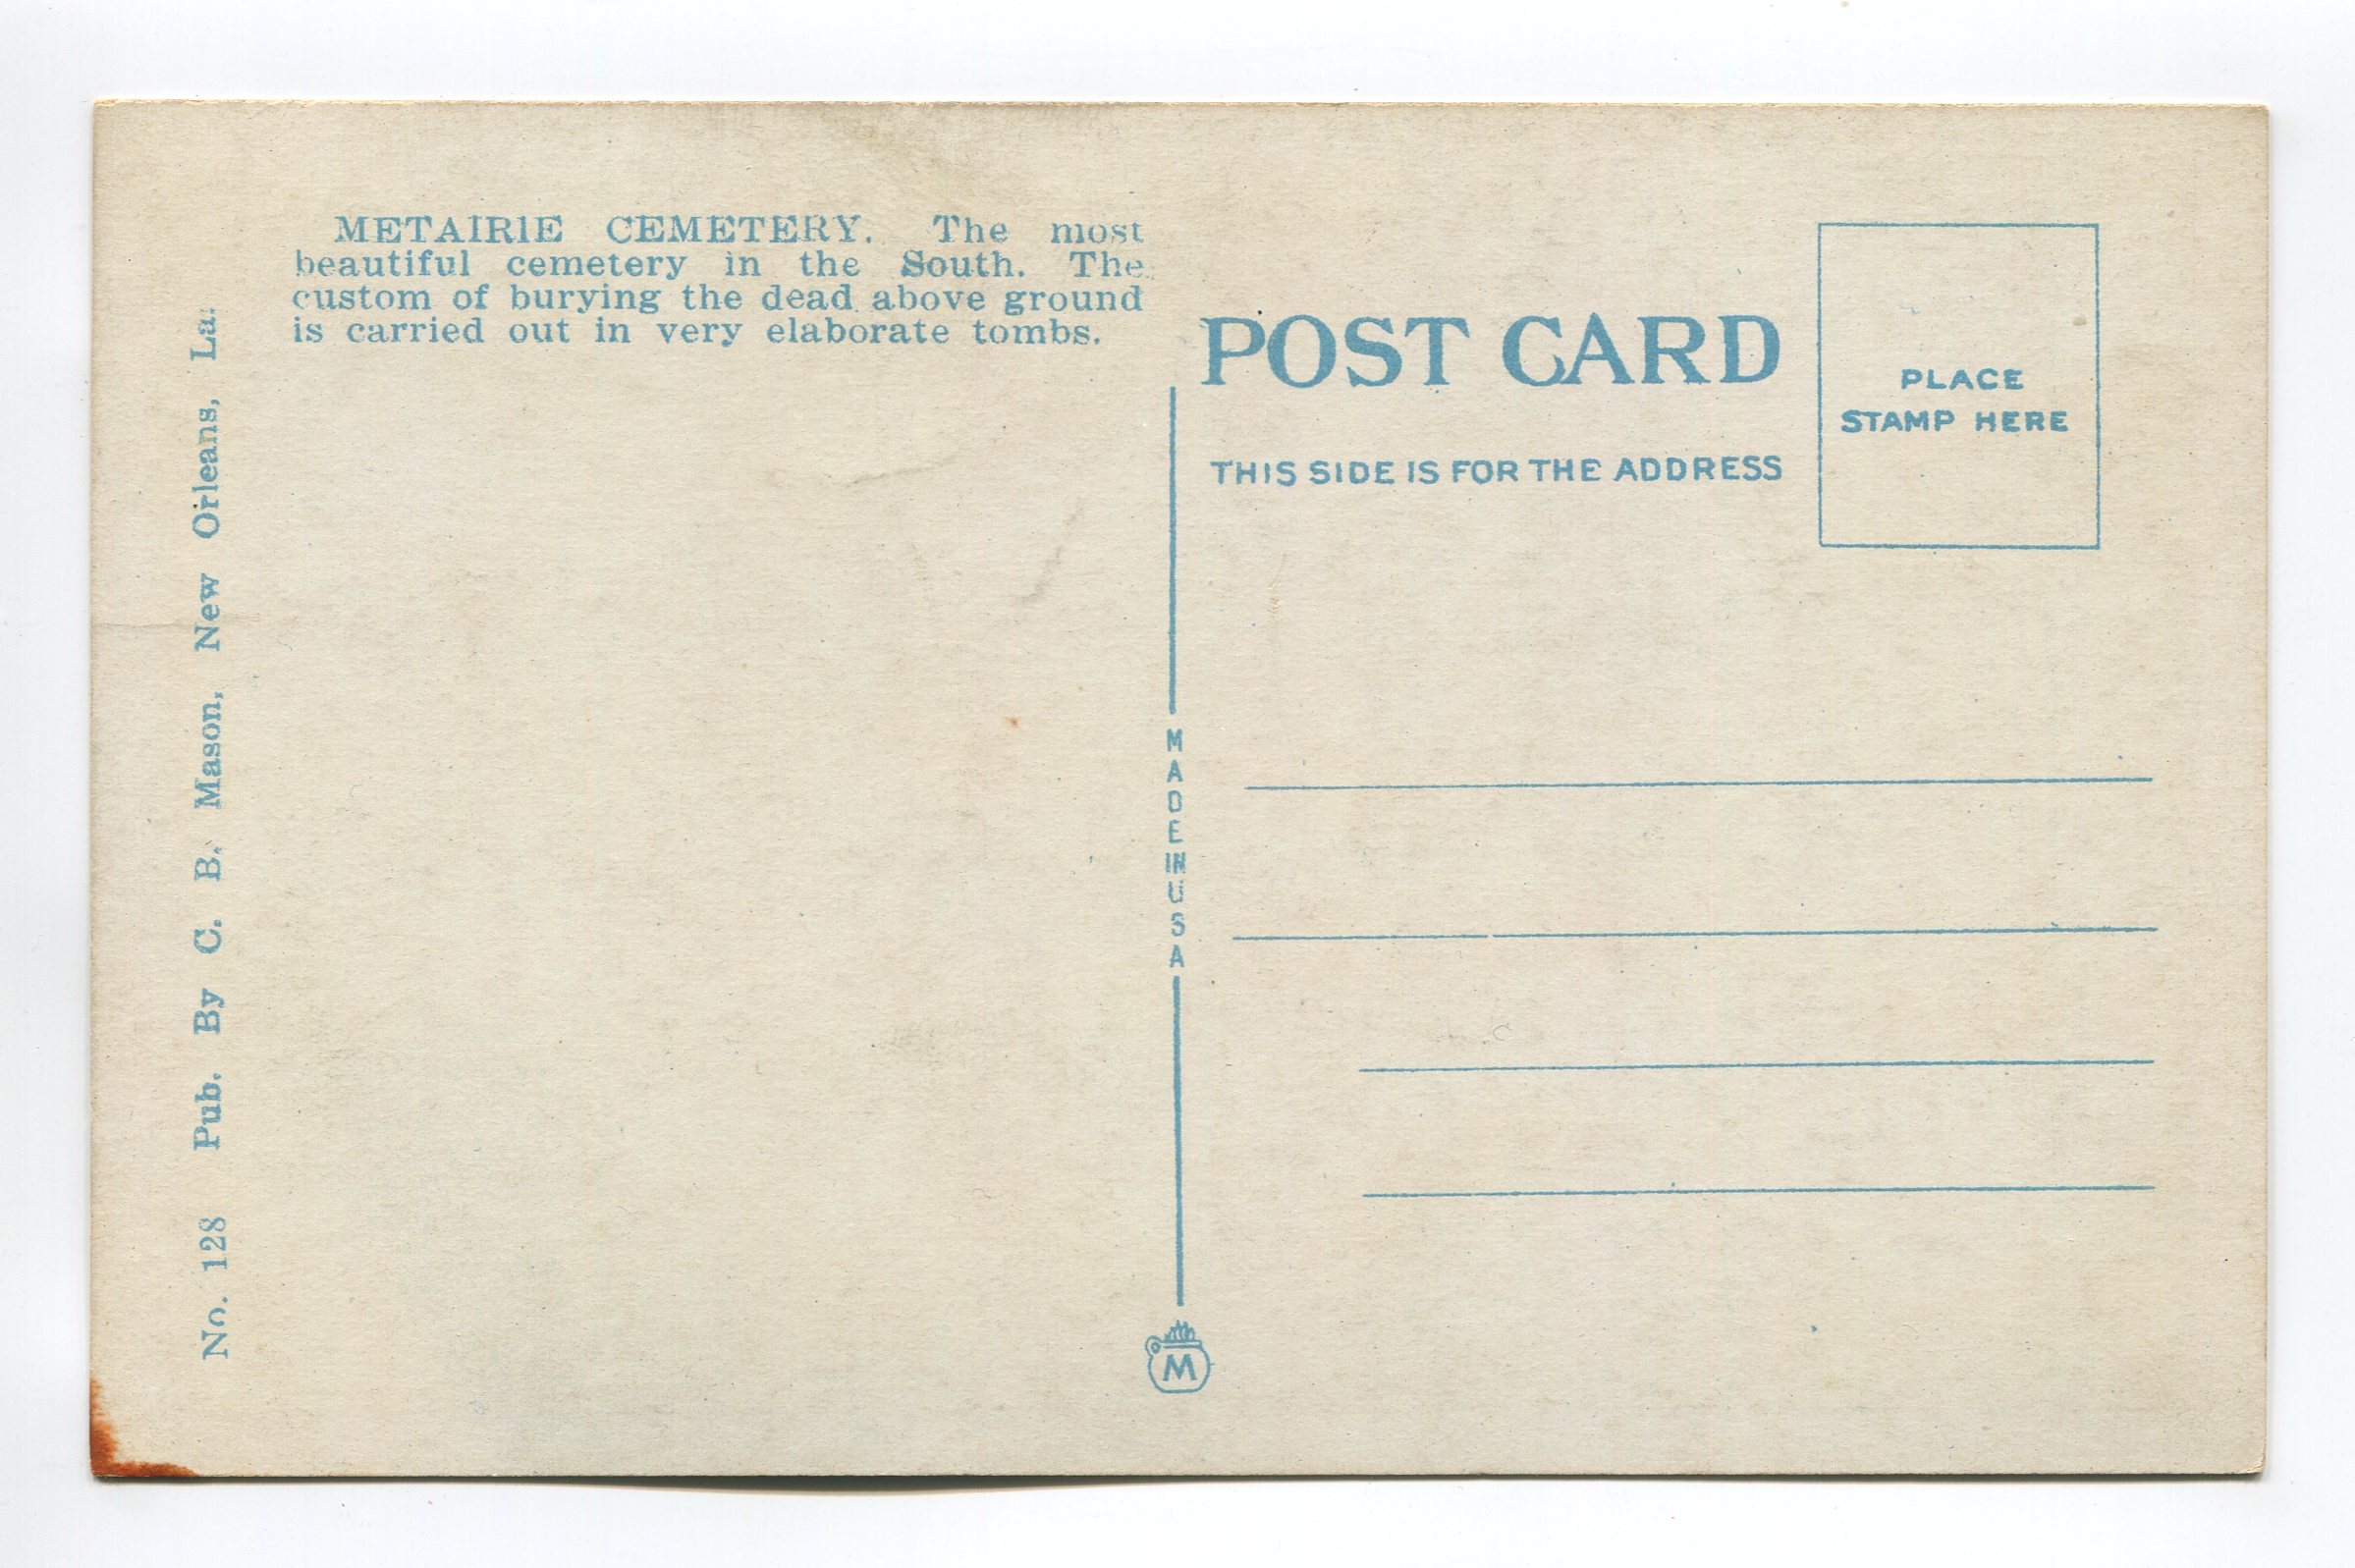 METAIRIE CEMETERY. The most
beautiful cemetery in the South. The
custom of burying the dead above ground
is carried out in very elaborate tombs.
No. 128 Pub. By C. B. Mason, New Orleans, La.
POST CARD
THIS SIDE IS FOR THE ADDRESS
PLACE
STAMP HERE
MADE IN USA
M